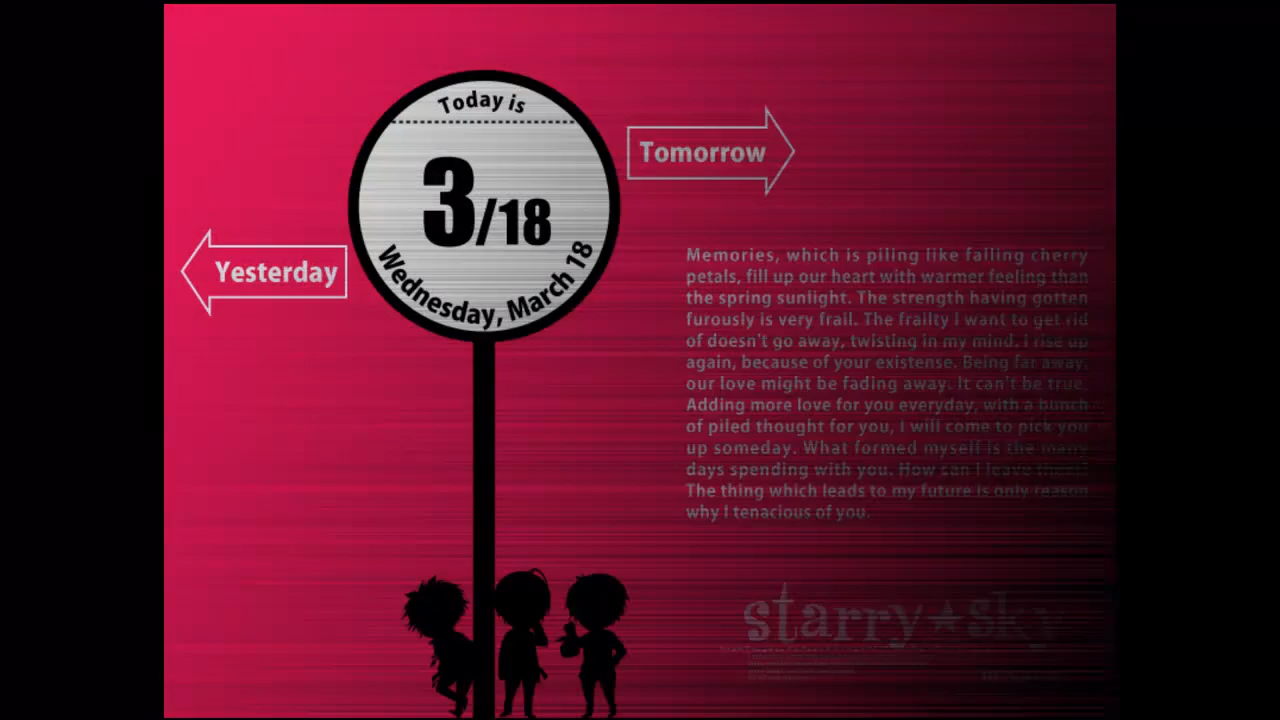 Today is
3/18
Wednesday, March 18
Tomorrow
Yesterday
Memories, which is piling like falling cherry
petals, fill up our heart with warmer feeling than
the spring sunlight. The strength having gotten
furously is very frail. The frailty I want to get rid
of doesn't go away, twisting in my mind. I rise up
again, because of your existense. Being far away,
our love might be fading away. It can't be true.
Adding more love for you everyday, with a bunch
of piled thought for you, I will come to pick you
up someday. What formed myself is the many
days spending with you. How can I leave them?
The thing which leads to my future is only reason
why I tenacious of you.
starry★sky